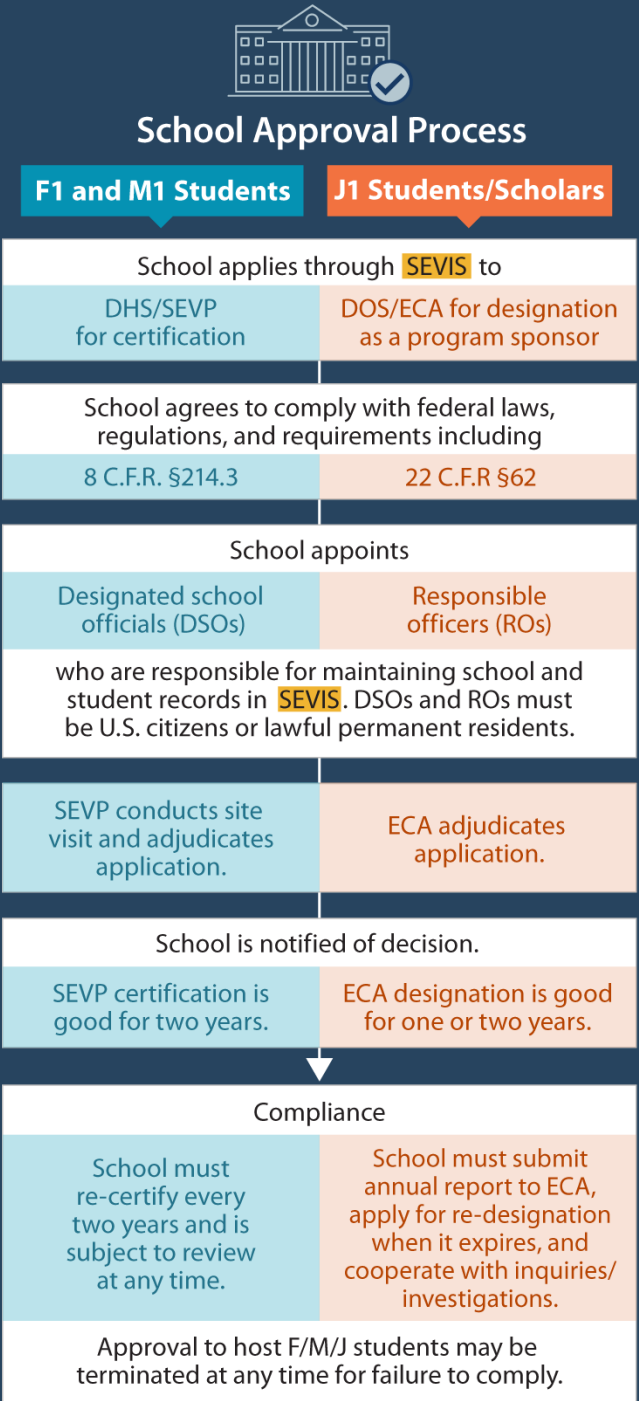 School Approval Process
F1 and M1 Students
J1 Students/Scholars
School applies through SEVIS to
DHS/SEVP
for certification
DOS/ECA for designation
as a program sponsor
School agrees to comply with federal laws,
regulations, and requirements including
8 C.F.R. §214.3
22 C.F.R §62
School appoints
Designated school
officials (DSOs)
Responsible
officers (ROs)
who are responsible for maintaining school and
student records in SEVIS. DSOs and ROs must
be U.S. citizens or lawful permanent residents.
SEVP conducts site
visit and adjudicates
application.
ECA adjudicates
application.
School is notified of decision.
SEVP certification is
good for two years.
ECA designation is good
for one or two years.
Compliance
School must
re-certify every
two years and is
subject to review
at any time.
School must submit
annual report to ECA,
apply for re-designation
when it expires, and
cooperate with inquiries/
investigations.
Approval to host F/M/J students may be
terminated at any time for failure to comply.